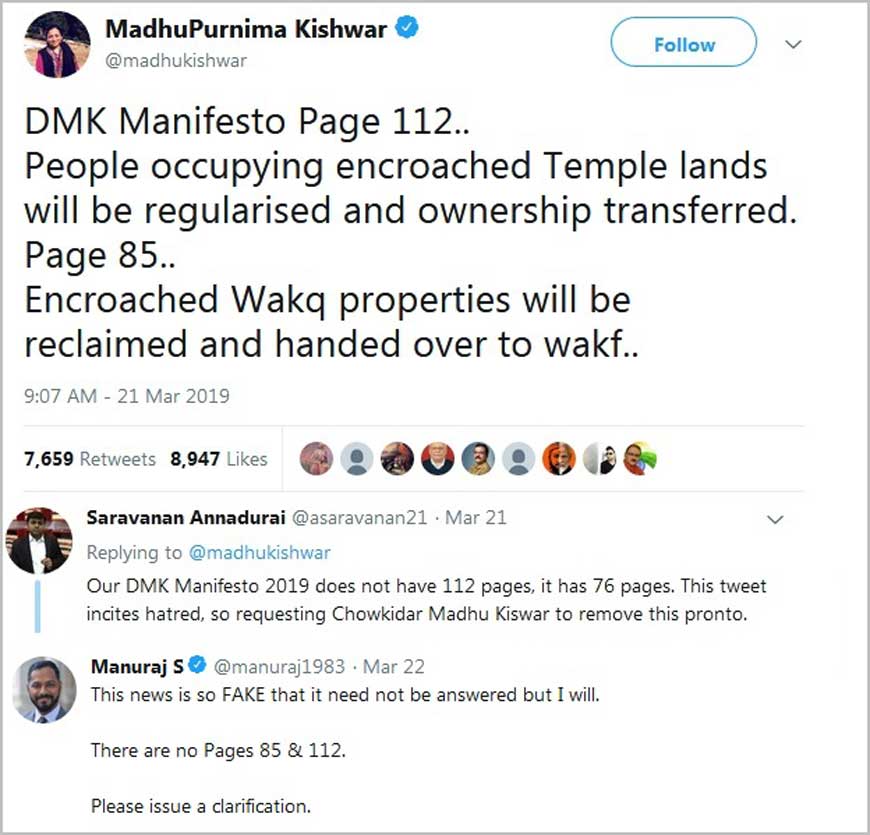 MadhuPurnima Kishwar
@madhukishwar
Follow
DMK Manifesto Page 112..
People occupying encroached Temple lands
will be regularised and ownership transferred.
Page 85..
Encroached Wakq properties will be
reclaimed and handed over to wakf..
9:07 AM - 21 Mar 2019
7,659 Retweets 8,947 Likes
Saravanan Annadurai @asaravanan21 · Mar 21
Replying to @madhukishwar
Our DMK Manifesto 2019 does not have 112 pages, it has 76 pages. This tweet
incites hatred, so requesting Chowkidar Madhu Kiswar to remove this pronto.
Manuraj S @manuraj1983 · Mar 22
This news is so FAKE that it need not be answered but I will.
There are no Pages 85 & 112.
Please issue a clarification.